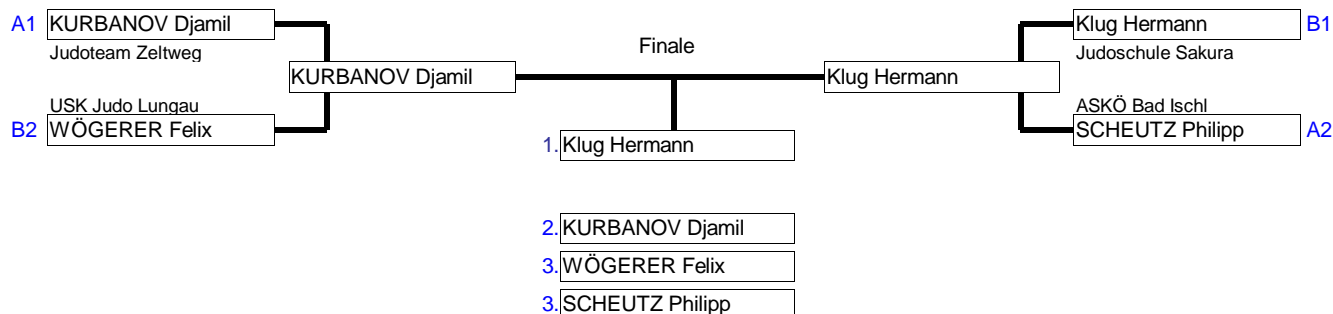 A1 KURBANOV Djamil
Judoteam Zeltweg
USK Judo Lungau
B2 WÖGERER Felix
KURBANOV Djamil
Finale
Klug Hermann
Klug Hermann B1
Judoschule Sakura
ASKÖ Bad Ischl
SCHEUTZ Philipp A2
1. Klug Hermann
2. KURBANOV Djamil
3. WÖGERER Felix
3. SCHEUTZ Philipp